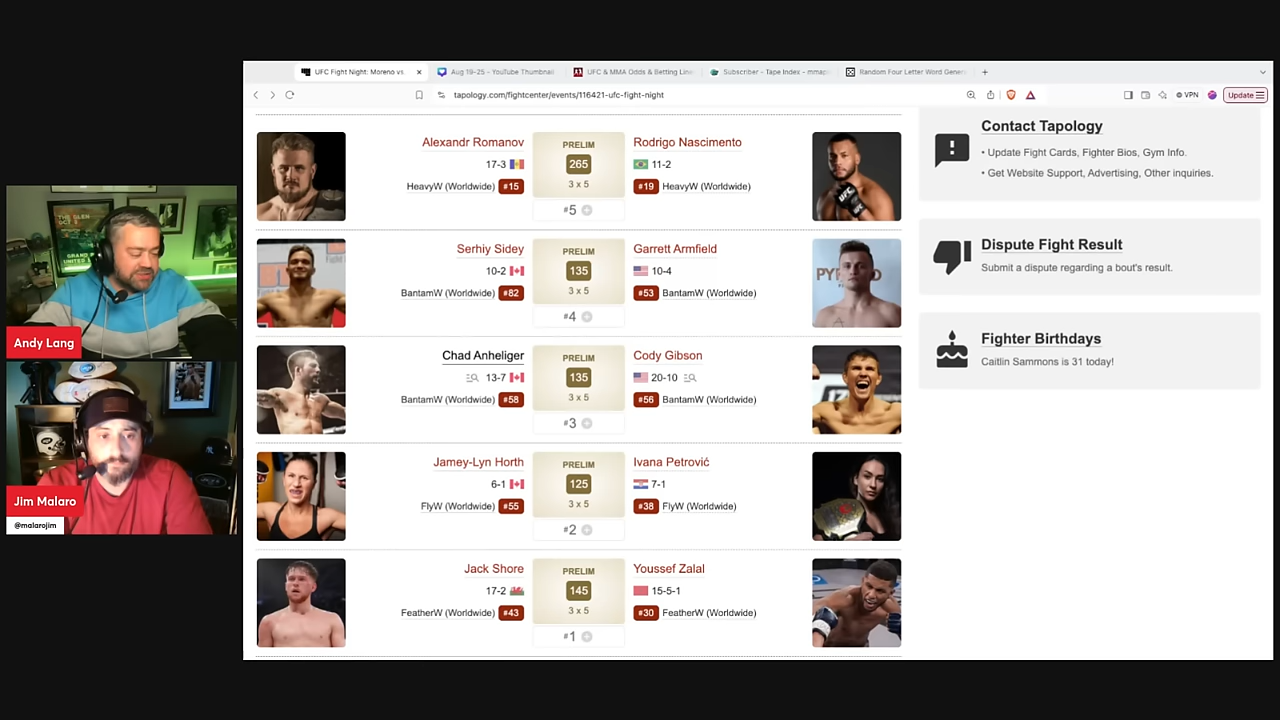 UFC Fight Night: Moreno vs.
Aug 19-25 - YouTube Thumbnail
UFC & MMA Odds & Betting Line
Subscriber - Tape Index - mmapl
Random Four Letter Word Genera
tapology.com/fightcenter/events/116421-ufc-fight-night
VPN
Update
THE GLEN
GRAND
UNITED
Andy Lang
Jim Malaro
@malarojim
Alexandr Romanov
17-3
HeavyW (Worldwide) #15
PRELIM
265
3 x 5
#5
Rodrigo Nascimento
11-2
#19 HeavyW (Worldwide)
UFC
Serhiy Sidey
10-2
BantamW (Worldwide) #82
PRELIM
135
3 x 5
#4
Garrett Armfield
10-4
#53 BantamW (Worldwide)
Chad Anheliger
13-7
BantamW (Worldwide) #58
PRELIM
135
3 x 5
#3
Cody Gibson
20-10
#56 BantamW (Worldwide)
Jamey-Lyn Horth
6-1
FlyW (Worldwide) #55
PRELIM
125
3 x 5
#2
Ivana Petrović
7-1
#38 FlyW (Worldwide)
Jack Shore
17-2
FeatherW (Worldwide) #43
PRELIM
145
3 x 5
#1
Youssef Zalal
15-5-1
#30 FeatherW (Worldwide)
Contact Tapology
• Update Fight Cards, Fighter Bios, Gym Info.
• Get Website Support, Advertising, Other inquiries.
Dispute Fight Result
Submit a dispute regarding a bout's result.
Fighter Birthdays
Caitlin Sammons is 31 today!